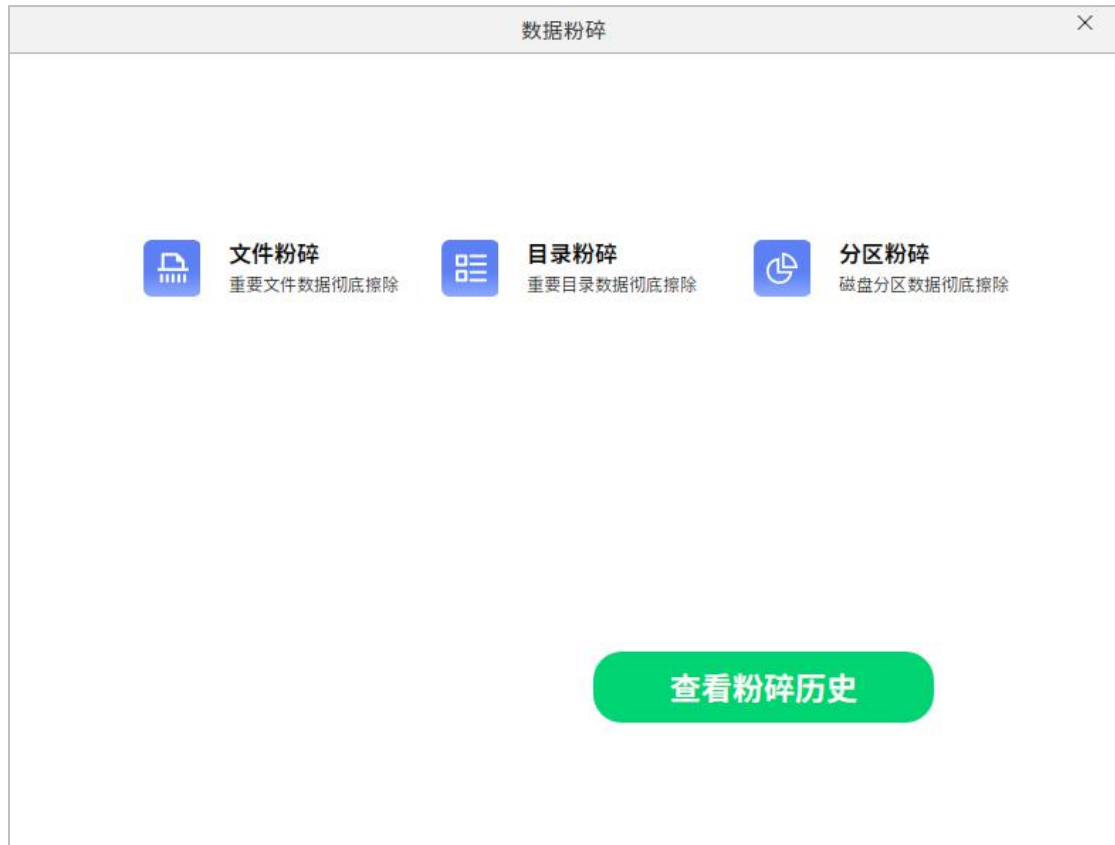 数据粉碎
文件粉碎
重要文件数据彻底擦除
目录粉碎
重要目录数据彻底擦除
分区粉碎
磁盘分区数据彻底擦除
查看粉碎历史